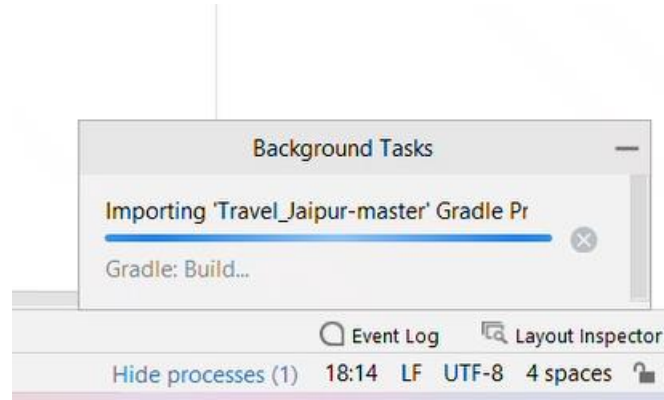 Background Tasks
Importing 'Travel_Jaipur-master' Gradle Pr
Gradle: Build...
Event Log Layout Inspector
Hide processes (1) 18:14 LF UTF-8 4 spaces